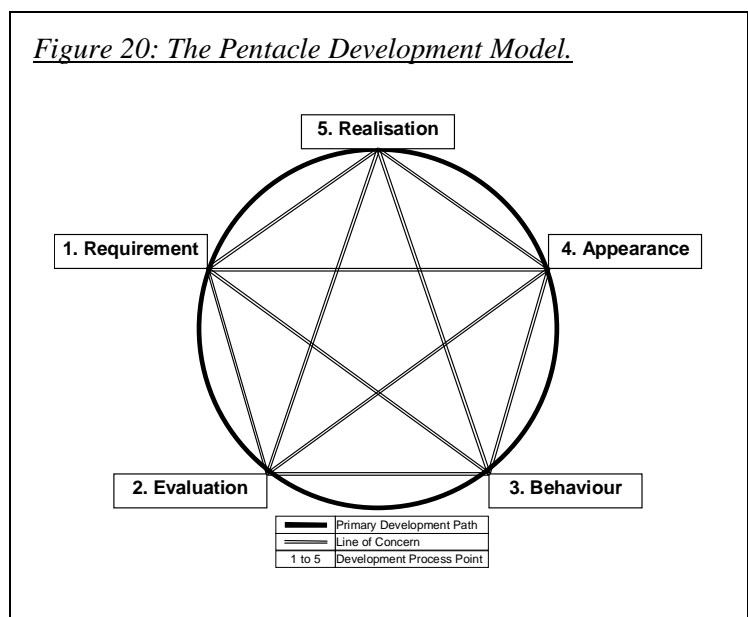 Figure 20: The Pentacle Development Model.
5. Realisation
1. Requirement
4. Appearance
2. Evaluation
3. Behaviour
Primary Development Path
Line of Concern
1 to 5 Development Process Point